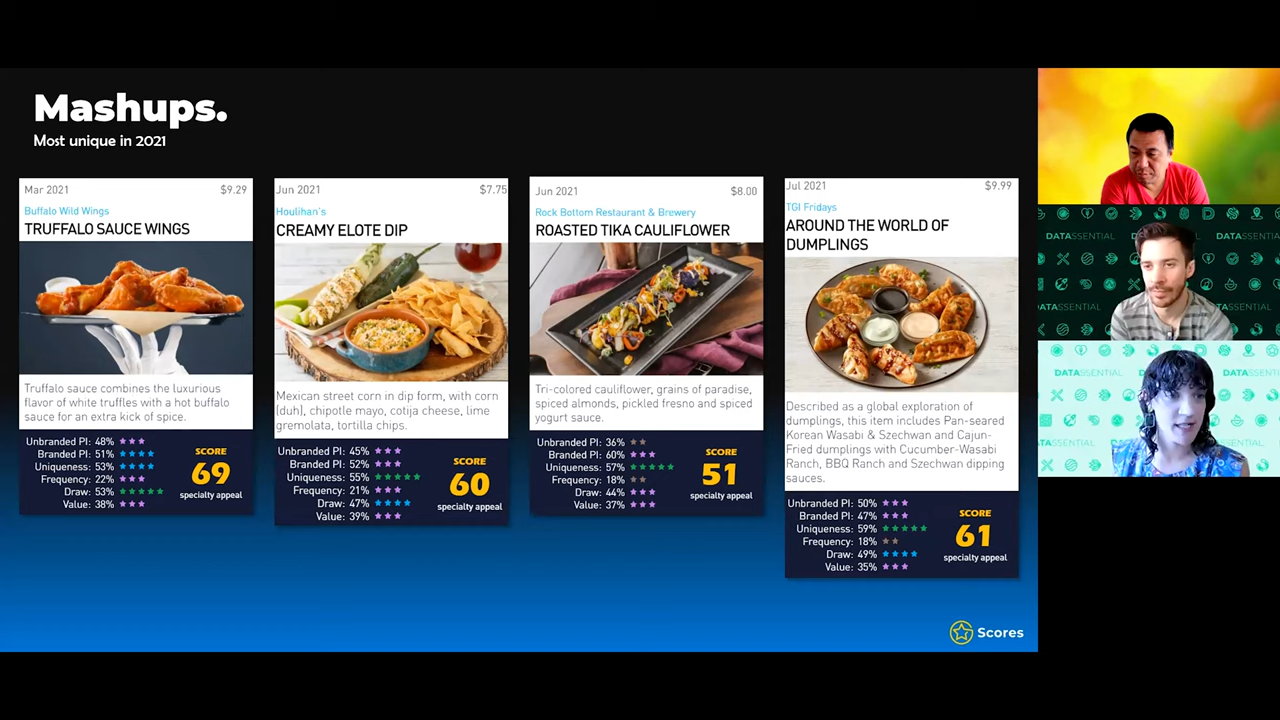 Mashups.
Most unique in 2021
Mar 2021 $9.29
Buffalo Wild Wings
TRUFFALO SAUCE WINGS
Truffalo sauce combines the luxurious
flavor of white truffles with a hot buffalo
sauce for an extra kick of spice.
Unbranded PI: 48% ★★★
Branded PI: 51% ★★★★
Uniqueness: 53% ★★★★
Frequency: 22% ★★★
Draw: 53% ★★★★★
Value: 38% ★★★
SCORE
69
specialty appeal
Jun 2021 $7.75
Houlihan's
CREAMY ELOTE DIP
Mexican street corn in dip form, with corn
(duh), chipotle mayo, cotija cheese, lime
gremolata, tortilla chips.
Unbranded PI: 45% ★★★
Branded PI: 52% ★★★
Uniqueness: 55% ★★★★★
Frequency: 21% ★★★
Draw: 47% ★★★★
Value: 39% ★★★
SCORE
60
specialty appeal
Jun 2021 $8.00
Rock Bottom Restaurant & Brewery
ROASTED TIKA CAULIFLOWER
Tri-colored cauliflower, grains of paradise,
spiced almonds, pickled fresno and spiced
yogurt sauce.
Unbranded PI: 36% ★★
Branded PI: 60% ★★★
Uniqueness: 57% ★★★★★
Frequency: 18% ★★
Draw: 44% ★★★
Value: 37% ★★★
SCORE
51
specialty appeal
Jul 2021 $9.99
TGI Fridays
AROUND THE WORLD OF
DUMPLINGS
Described as a global exploration of
dumplings, this item includes Pan-seared
Korean Wasabi & Szechwan and Cajun-
Fried dumplings with Cucumber-Wasabi
Ranch, BBQ Ranch and Szechwan dipping
sauces.
Unbranded PI: 50% ★★★
Branded PI: 47% ★★★
Uniqueness: 59% ★★★★★
Frequency: 18% ★★
Draw: 49% ★★★★
Value: 35% ★★★
SCORE
61
specialty appeal
Scores
DATASSENTIAL
DATASSENTIAL